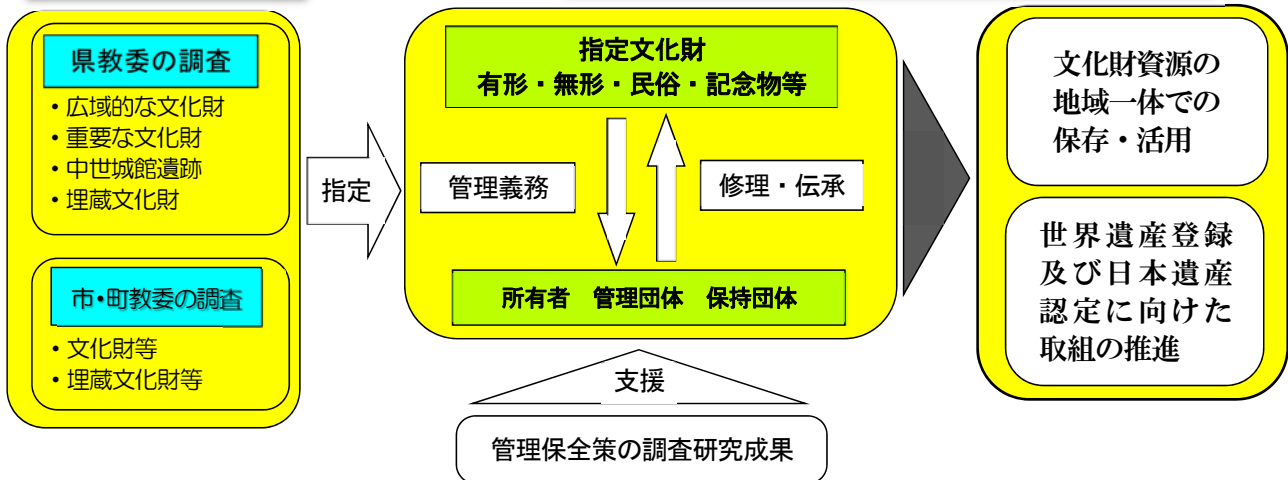 県教委の調査
・広域的な文化財
・重要な文化財
・中世城館遺跡
・埋蔵文化財
市・町教委の調査
・文化財等
・埋蔵文化財等
指定
指定文化財
有形・無形・民俗・記念物等
管理義務
修理・伝承
所有者 管理団体 保持団体
支援
管理保全策の調査研究成果
文化財資源の
地域一体での
保存・活用
世界遺産登録
及び日本遺産
認定に向けた
取組の推進